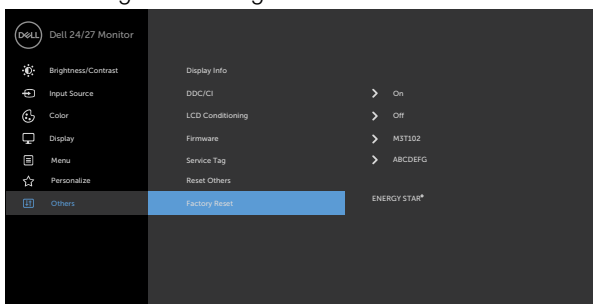 DELL Dell 24/27 Monitor
Brightness/Contrast Display Info
Input Source DDC/CI On
Color LCD Conditioning Off
Display Firmware M3T102
Menu Service Tag ABCDEFG
Personalize Reset Others
Others Factory Reset ENERGY STAR®